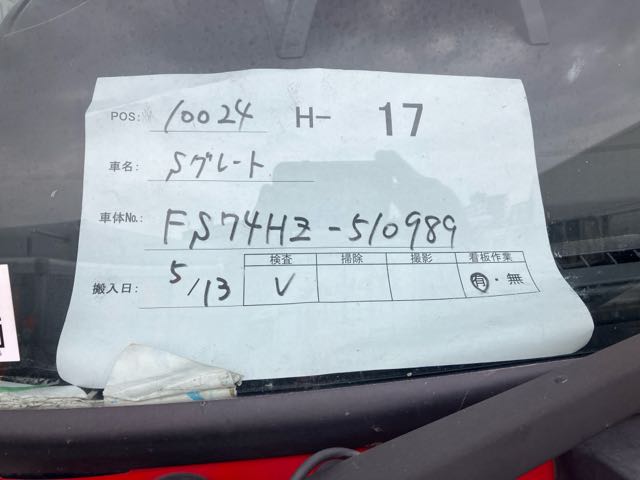 POS: 10024 H- 17
車名: Sグレート
車体No.: FS74HZ-510989
搬入日: 5/13
検査 掃除 撮影 看板作業
V 有・無